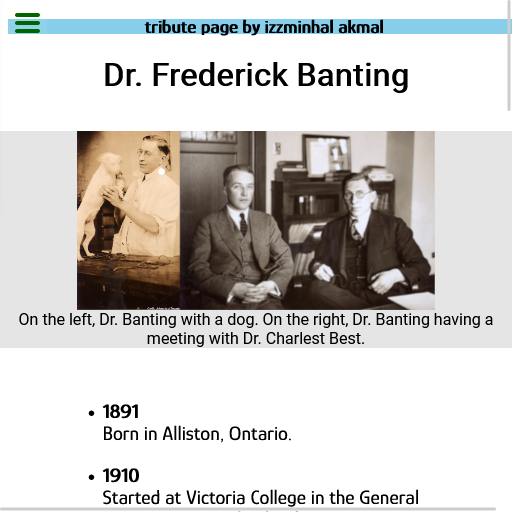 tribute page by izzminhal akmal
Dr. Frederick Banting
On the left, Dr. Banting with a dog. On the right, Dr. Banting having a
meeting with Dr. Charlest Best.
• 1891
Born in Alliston, Ontario.
• 1910
Started at Victoria College in the General